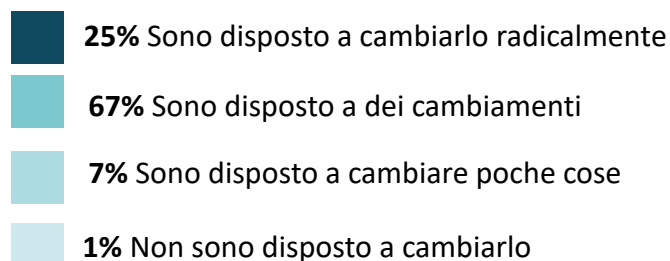 25% Sono disposto a cambiarlo radicalmente
67% Sono disposto a dei cambiamenti
7% Sono disposto a cambiare poche cose
1% Non sono disposto a cambiarlo